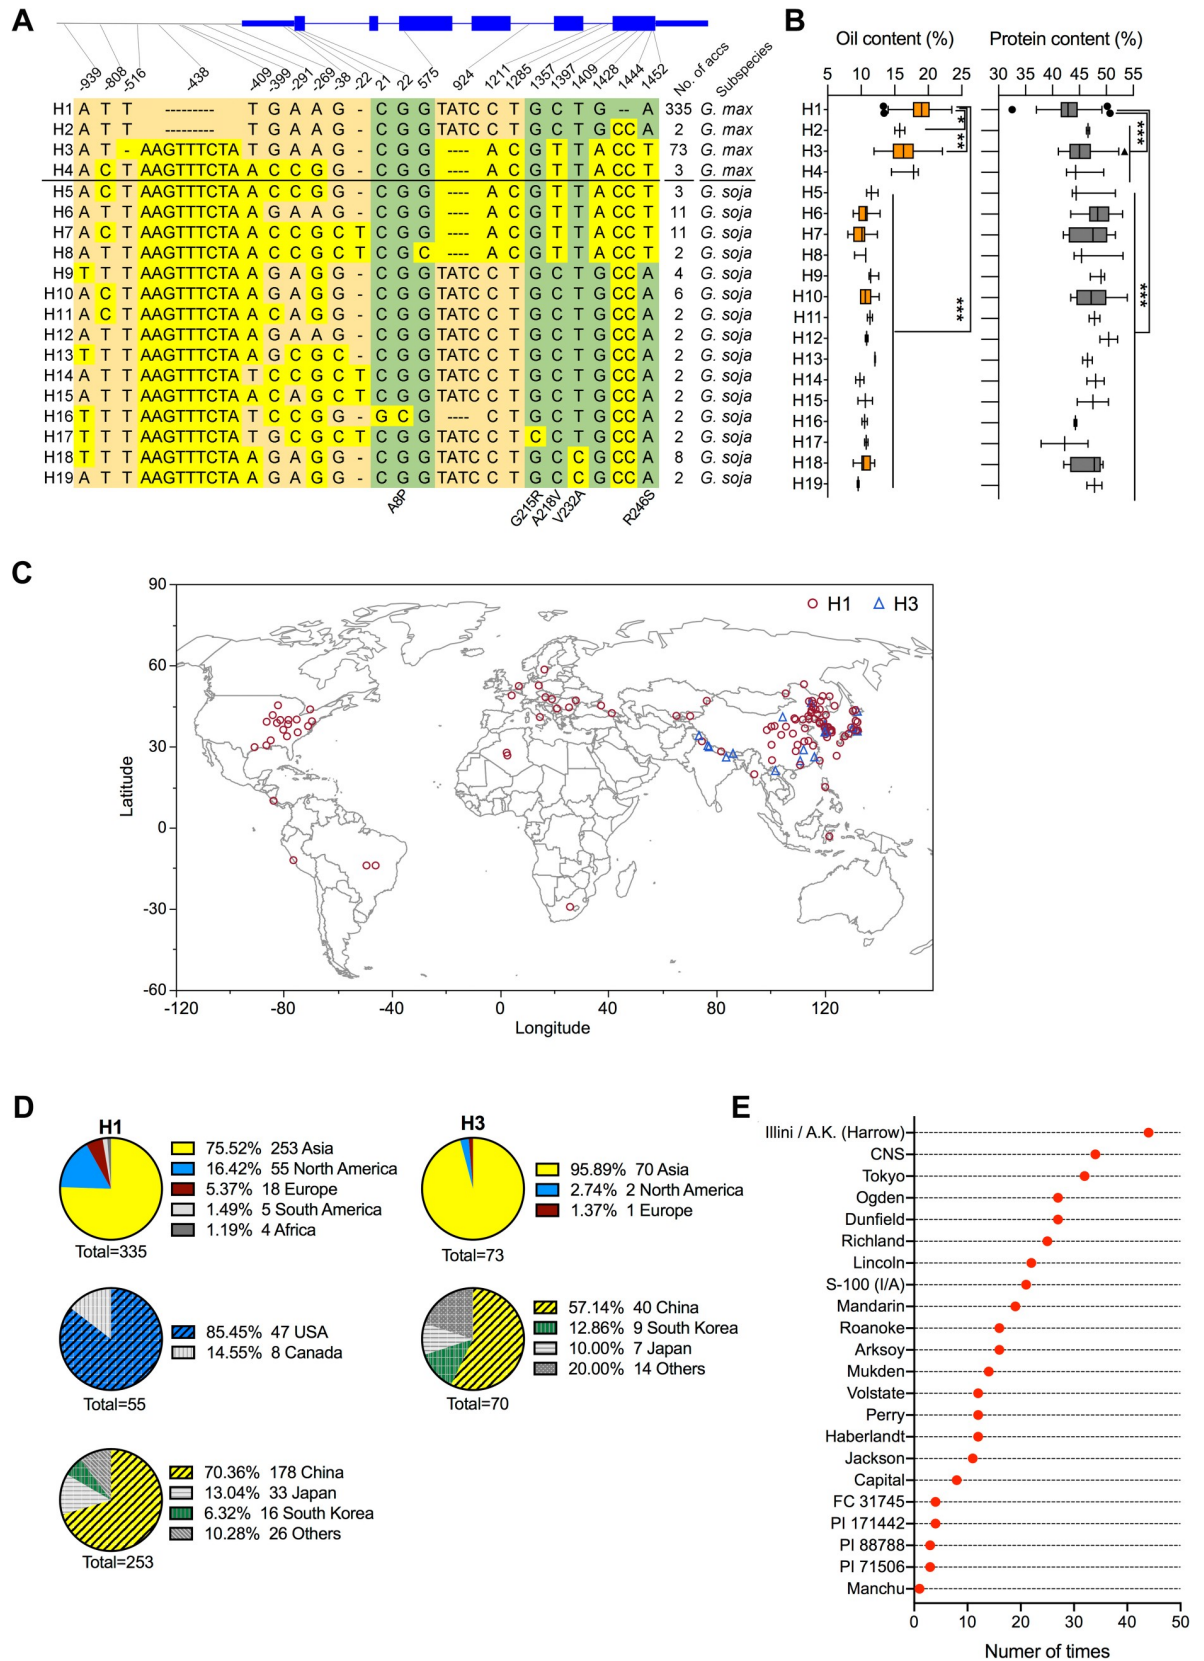 A
-939 -808 -516 -438 -409 -399 -291 -269 -38 -22 21 22 575 924 1211 1285 1357 1397 1409 1428 1444 1452 No. of accs Subspecies
H1 A T T --------- T G A A G - C G G TATC C T G C T G -- A 335 G. max
H2 A T T --------- T G A A G - C G G TATC C T G C T G CC A 2 G. max
H3 A T - AAGTTTCTA T G A A G - C G G ---- A C G T T A CC T 73 G. max
H4 A C T AAGTTTCTA A C C G G - C G G ---- A C G T T A CC T 3 G. max
H5 A C T AAGTTTCTA A C C G G - C G G ---- A C G T T A CC T 3 G. soja
H6 A T T AAGTTTCTA A G A A G - C G G ---- A C G T T A CC T 11 G. soja
H7 A C T AAGTTTCTA A C C G C T C G G ---- A C G T T A CC T 11 G. soja
H8 A T T AAGTTTCTA A C C G C T C G C ---- A C G T T A CC T 2 G. soja
H9 T T T AAGTTTCTA A G A G G - C G G TATC C T G C T G CC A 4 G. soja
H10 A C T AAGTTTCTA A G A G G - C G G TATC C T G C T G CC A 6 G. soja
H11 A C T AAGTTTCTA A C A G G - C G G TATC C T G C T G CC A 2 G. soja
H12 A T T AAGTTTCTA A G A A G - C G G TATC C T G C T G CC A 2 G. soja
H13 T T T AAGTTTCTA A G C G C - C G G TATC C T G C T G CC A 2 G. soja
H14 A T T AAGTTTCTA T C C G C T C G G TATC C T G C T G CC A 2 G. soja
H15 A T T AAGTTTCTA A C A G C T C G G TATC C T G C T G CC A 2 G. soja
H16 T T T AAGTTTCTA T C C G G - G C G ---- C T G C T G CC A 2 G. soja
H17 T T T AAGTTTCTA T G C G C T C G G TATC C T C C T G CC A 2 G. soja
H18 T T T AAGTTTCTA A G A G G - C G G TATC C T G C C G CC A 8 G. soja
H19 A T T AAGTTTCTA A G A G G - C G G TATC C T G C T G CC A 2 G. soja
A8P G215R A218V V232A R246S
B
Oil content (%) Protein content (%)
5 10 15 20 25 30 35 40 45 50 55
H1
H2
H3
H4
H5
H6
H7
H8
H9
H10
H11
H12
H13
H14
H15
H16
H17
H18
H19
*
**
***
***
***
C
H1 H3
90
60
30
0
-30
-60
Latitude
-120 -80 -40 0 40 80 120
Longitude
D
H1
75.52% 253 Asia
16.42% 55 North America
5.37% 18 Europe
1.49% 5 South America
1.19% 4 Africa
Total=335
H3
95.89% 70 Asia
2.74% 2 North America
1.37% 1 Europe
Total=73
85.45% 47 USA
14.55% 8 Canada
Total=55
57.14% 40 China
12.86% 9 South Korea
10.00% 7 Japan
20.00% 14 Others
Total=70
70.36% 178 China
13.04% 33 Japan
6.32% 16 South Korea
10.28% 26 Others
Total=253
E
Illini / A.K. (Harrow)
CNS
Tokyo
Ogden
Dunfield
Richland
Lincoln
S-100 (I/A)
Mandarin
Roanoke
Arksoy
Mukden
Volstate
Perry
Haberlandt
Jackson
Capital
FC 31745
PI 171442
PI 88788
PI 71506
Manchu
0 10 20 30 40 50
Numer of times